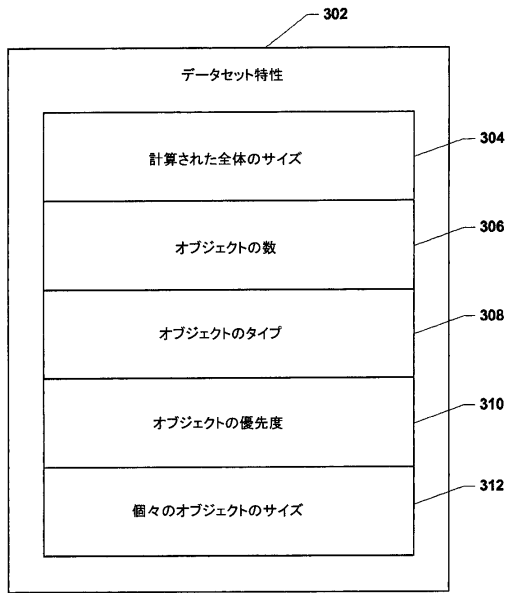 302
データセット特性
計算された全体のサイズ
304
オブジェクトの数
306
オブジェクトのタイプ
308
オブジェクトの優先度
310
個々のオブジェクトのサイズ
312